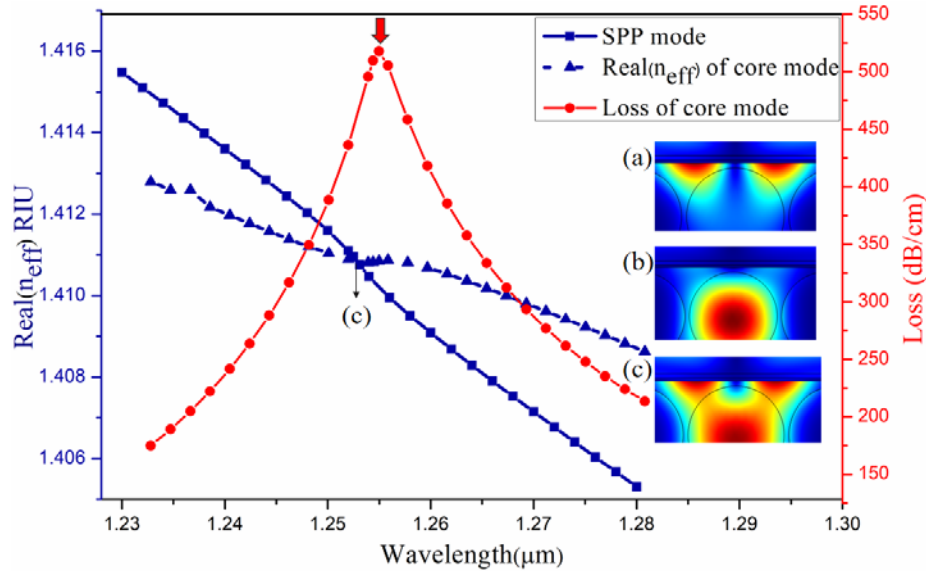 SPP mode
Real(neff) of core mode
Loss of core mode
1.416
1.414
1.412
1.410
1.408
1.406
Real(neff) RIU
550
500
450
400
350
300
250
200
150
Loss (dB/cm)
(a)
(b)
(c)
(c)
1.23
1.24
1.25
1.26
1.27
1.28
1.29
1.30
Wavelength(μm)